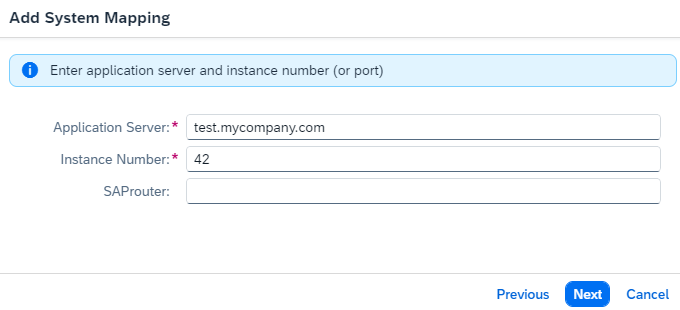 Add System Mapping
Enter application server and instance number (or port)
Application Server:* test.mycompany.com
Instance Number:* 42
SAProuter:
Previous Next Cancel